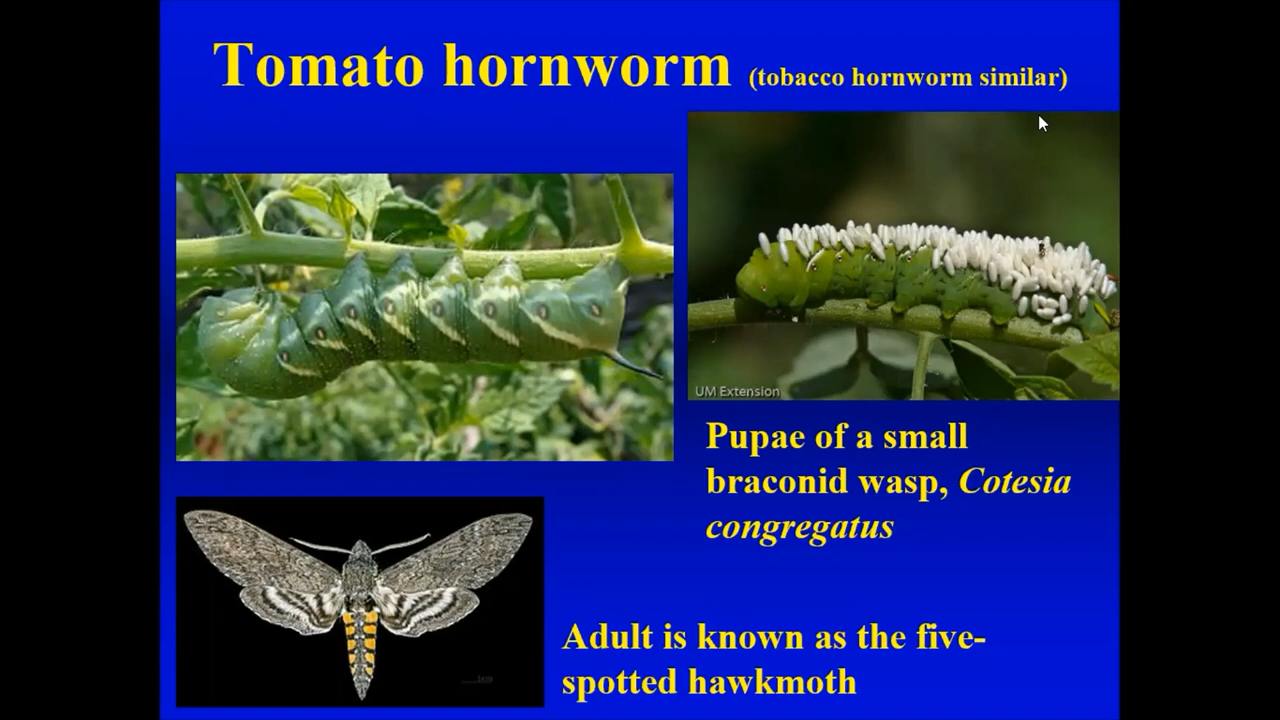 Tomato hornworm (tobacco hornworm similar)
UM Extension
Pupae of a small
braconid wasp, Cotesia
congregatus
Adult is known as the five-
spotted hawkmoth